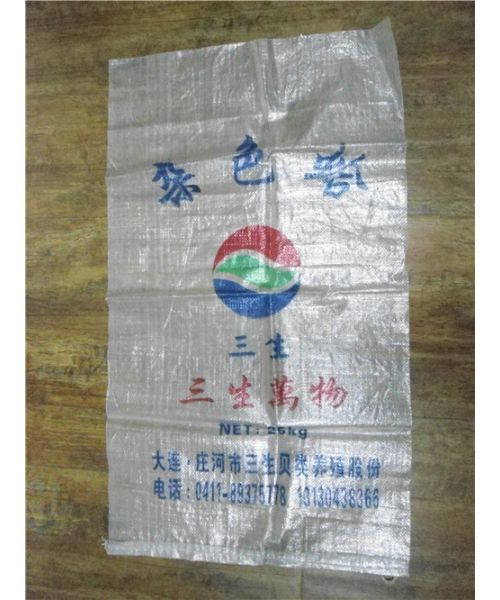 杂色蛤
三生
三生萬物
NET: 25kg
大连·庄河市三生贝类养殖股份
电话: 0411-89375778 13130438366